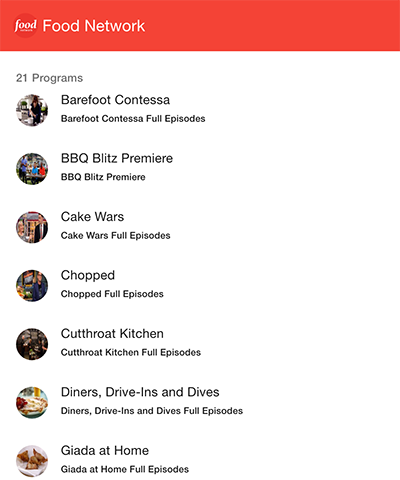 food Food Network
21 Programs
Barefoot Contessa
Barefoot Contessa Full Episodes
BBQ Blitz Premiere
BBQ Blitz Premiere
Cake Wars
Cake Wars Full Episodes
Chopped
Chopped Full Episodes
Cutthroat Kitchen
Cutthroat Kitchen Full Episodes
Diners, Drive-Ins and Dives
Diners, Drive-Ins and Dives Full Episodes
Giada at Home
Giada at Home Full Episodes